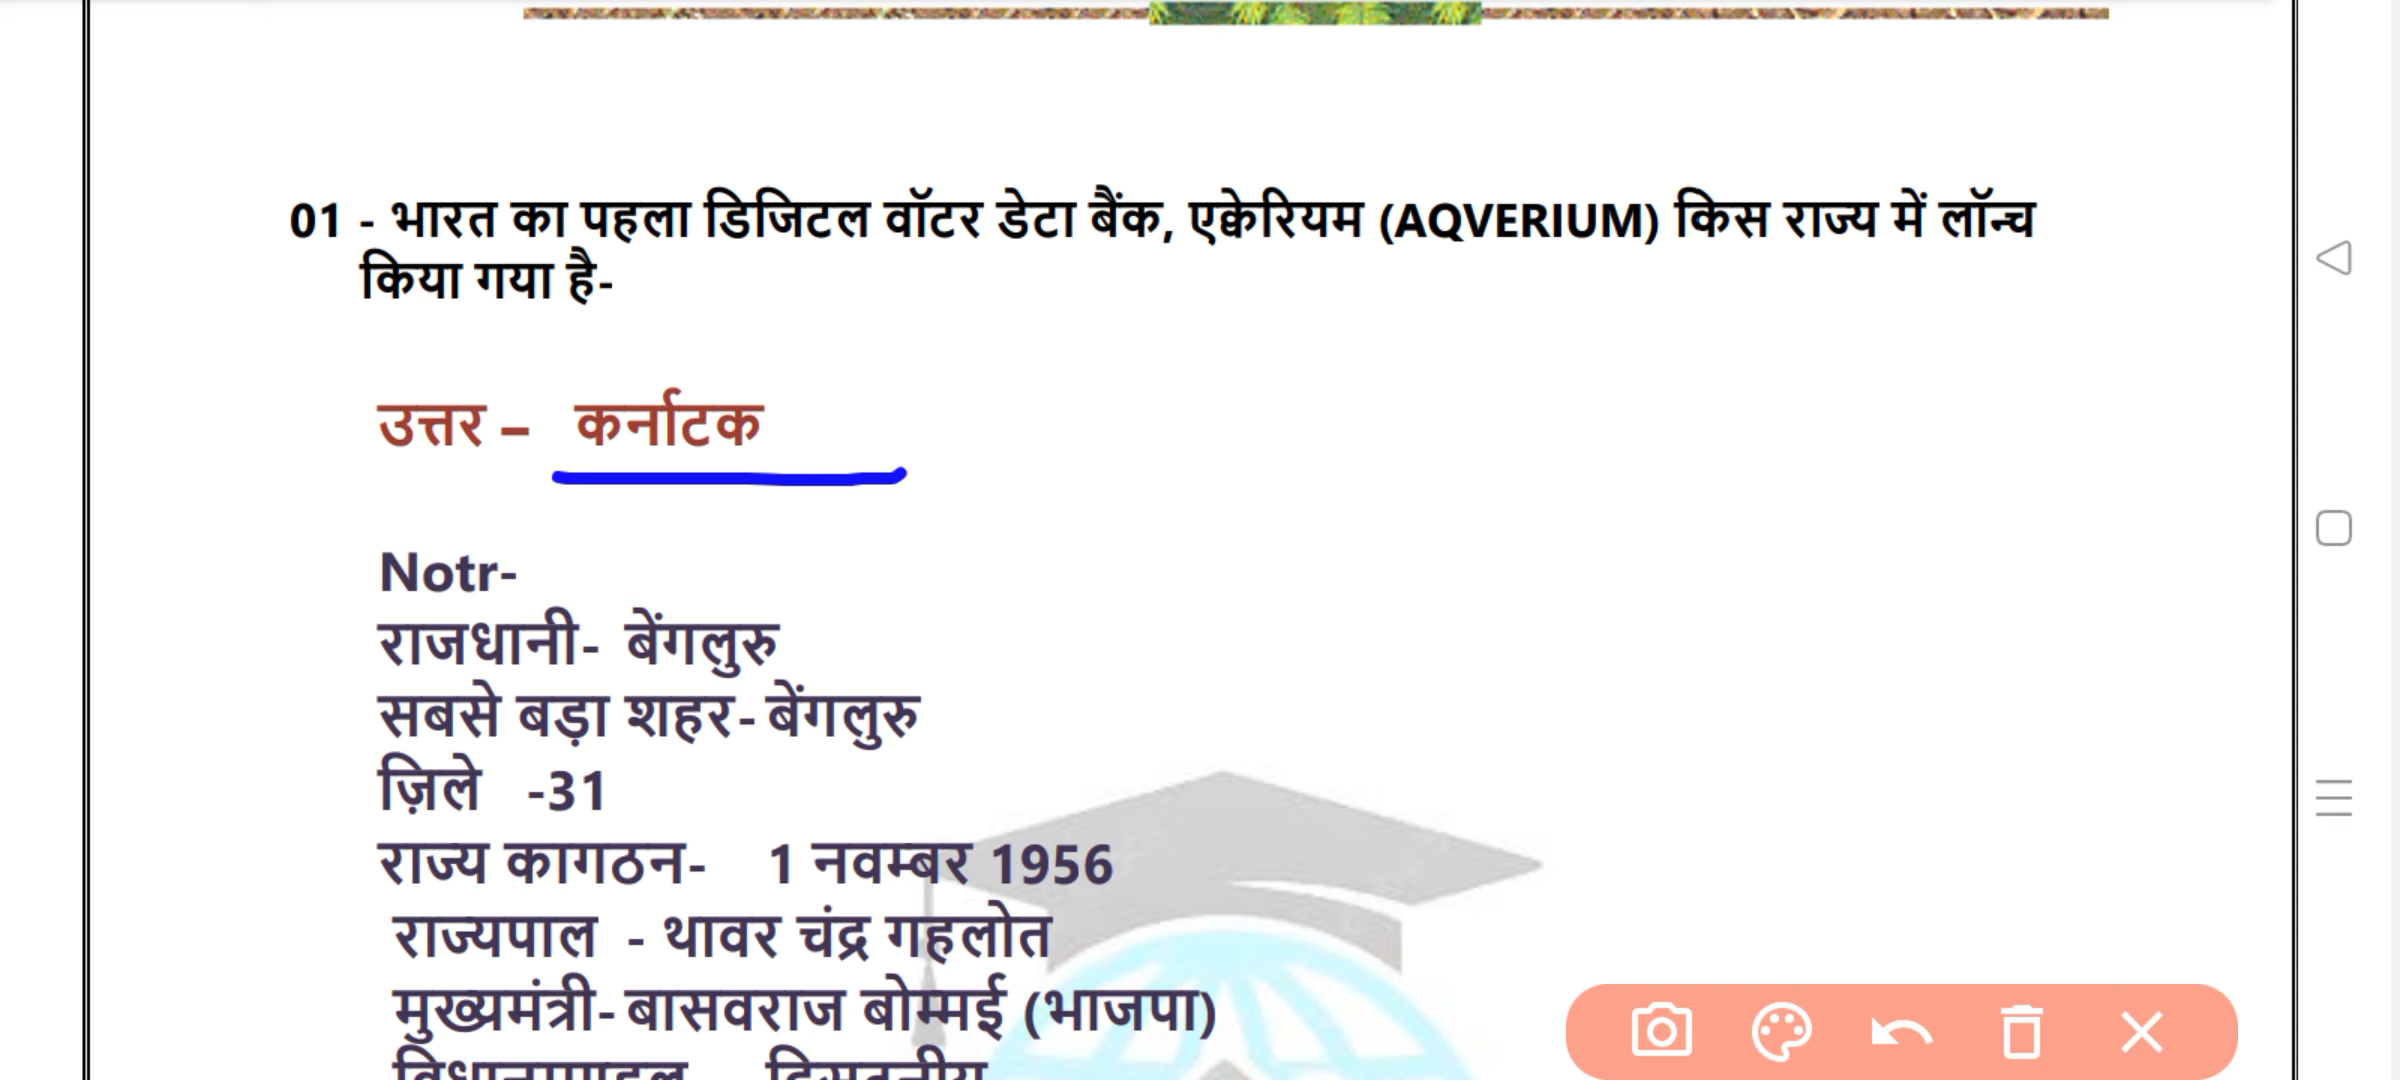 01 - भारत का पहला डिजिटल वॉटर डेटा बैंक, एक्वेरियम (AQVERIUM) किस राज्य में लॉन्च
किया गया है-
उत्तर – कर्नाटक
Notr-
राजधानी- बेंगलुरु
सबसे बड़ा शहर- बेंगलुरु
ज़िले -31
राज्य कागठन- 1 नवम्बर 1956
राज्यपाल - थावर चंद्र गहलोत
मुख्यमंत्री- बासवराज बोम्मई (भाजपा)